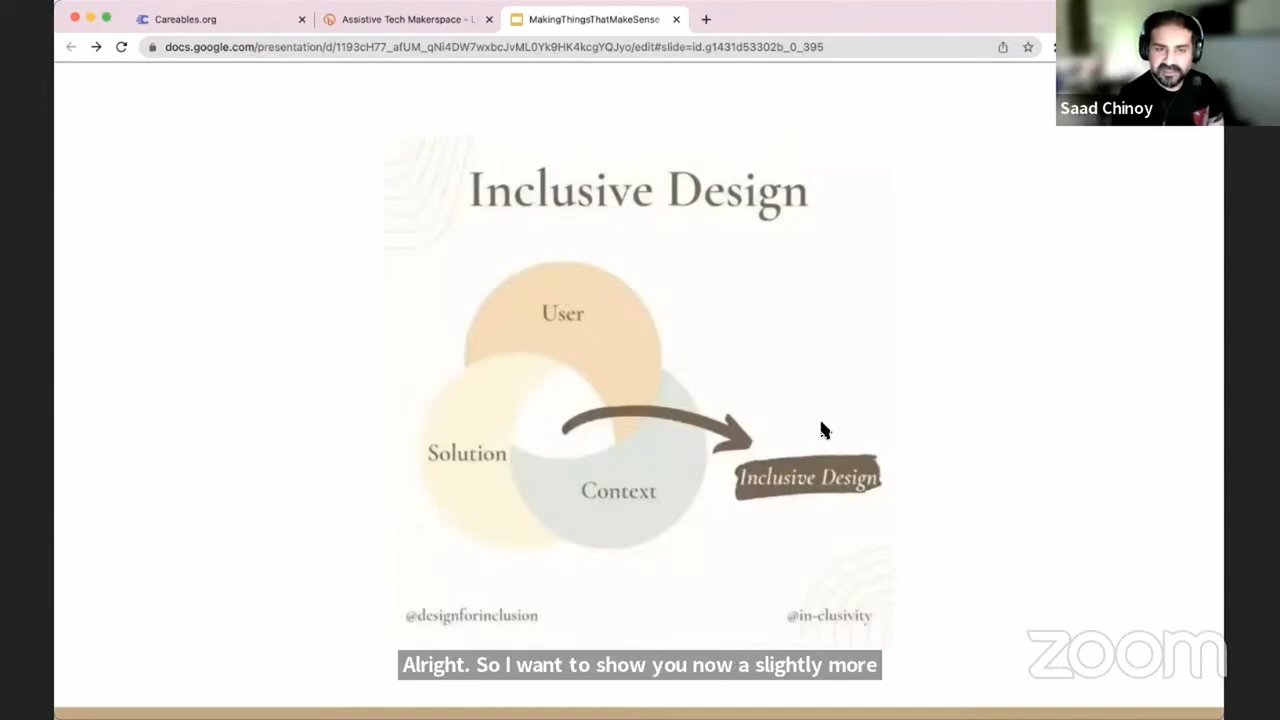 Careables.org
Assistive Tech Makerspace - L
MakingThingsThatMakeSense
docs.google.com/presentation/d/1193cH77_afUM_qNi4DW7wxbcJvML0Yk9HK4kcgYQJyo/edit#slide=id.g1431d53302b_0_395
Saad Chinoy
Inclusive Design
User
Solution
Context
Inclusive Design
@designforinclusion
@in-clusivity
Alright. So I want to show you now a slightly more
zoom